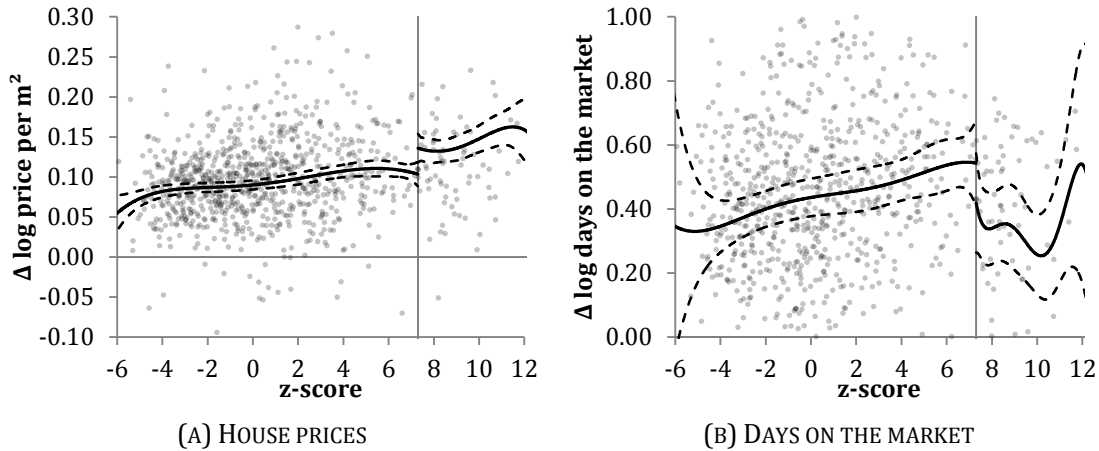 Δ log price per m²
0.30
0.25
0.20
0.15
0.10
0.05
0.00
-0.05
-0.10
-6 -4 -2 0 2 4 6 8 10 12
z-score
(A) HOUSE PRICES
Δ log days on the market
1.00
0.80
0.60
0.40
0.20
0.00
-6 -4 -2 0 2 4 6 8 10 12
z-score
(B) DAYS ON THE MARKET